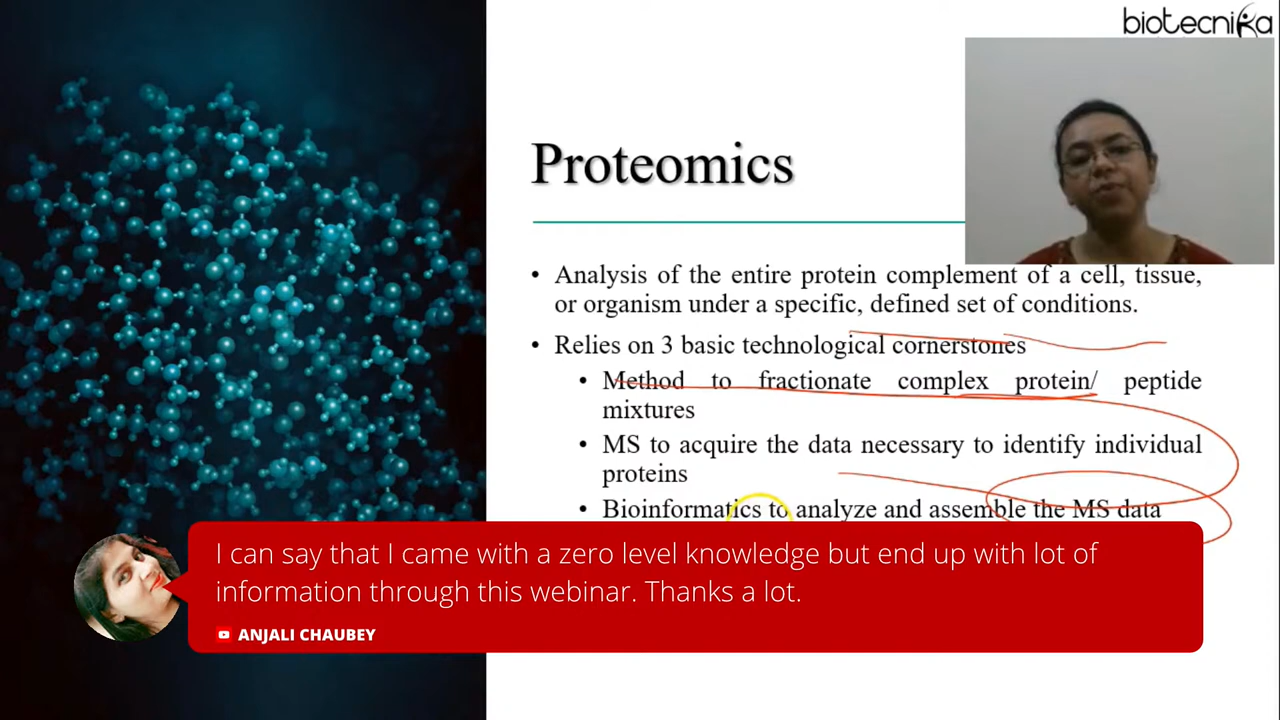 biotecnika
Proteomics
• Analysis of the entire protein complement of a cell, tissue,
or organism under a specific, defined set of conditions.
• Relies on 3 basic technological cornerstones
• Method to fractionate complex protein/ peptide
mixtures
• MS to acquire the data necessary to identify individual
proteins
• Bioinformatics to analyze and assemble the MS data
I can say that I came with a zero level knowledge but end up with lot of
information through this webinar. Thanks a lot.
ANJALI CHAUBEY